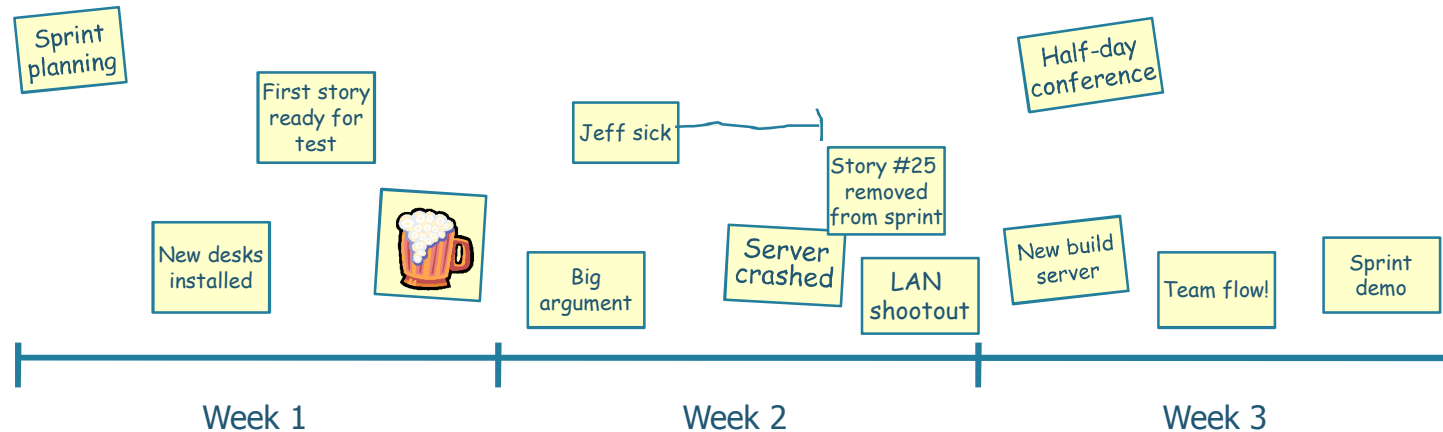 Sprint
planning
First story
ready for
test
New desks
installed
Jeff sick
Big
argument
Server
crashed
Story #25
removed
from sprint
LAN
shootout
Half-day
conference
New build
server
Team flow!
Sprint
demo
Week 1
Week 2
Week 3